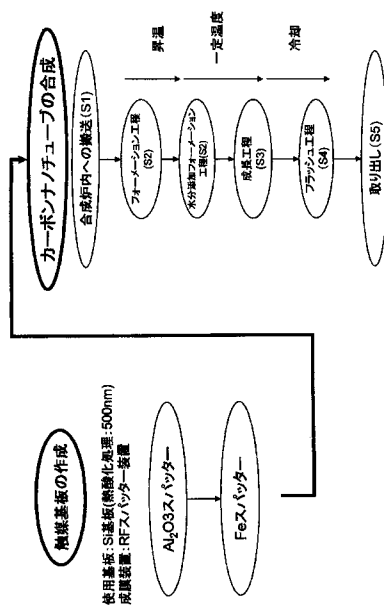 触媒基板の作成
使用基板:Si基板(熱酸化処理:500nm)
成膜装置:RFスパッター装置
Al2O3スパッター
Feスパッター
カーボンナノチューブの合成
合成炉内への搬送(S1)
フォーメーション工程
(S2)
水分添加フォーメーション
工程(S2)
成長工程
(S3)
フラッシュ工程
(S4)
取り出し(S5)
昇温
一定温度
冷却